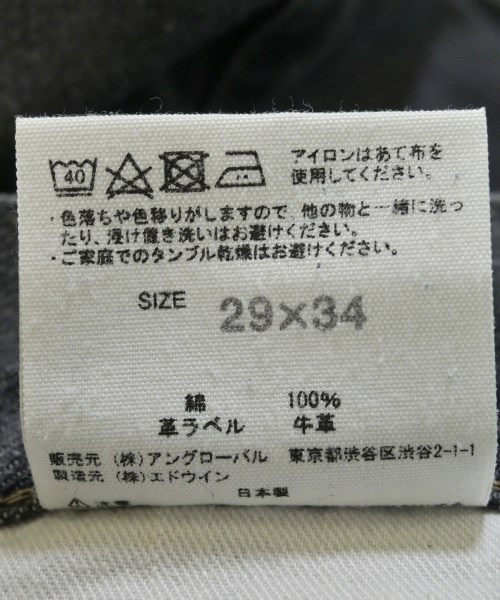 40
アイロンはあて布を
使用してください。
・色落ちや色移りがしますので、他の物と一緒に洗っ
たり、浸け置き洗いはお避けください。
・ご家庭でのタンブル乾燥はお避けください。
SIZE 29×34
綿 100%
革ラベル 牛革
販売元 (株)アングローバル 東京都渋谷区渋谷2-1-1
製造元 (株)エドウイン
日本製